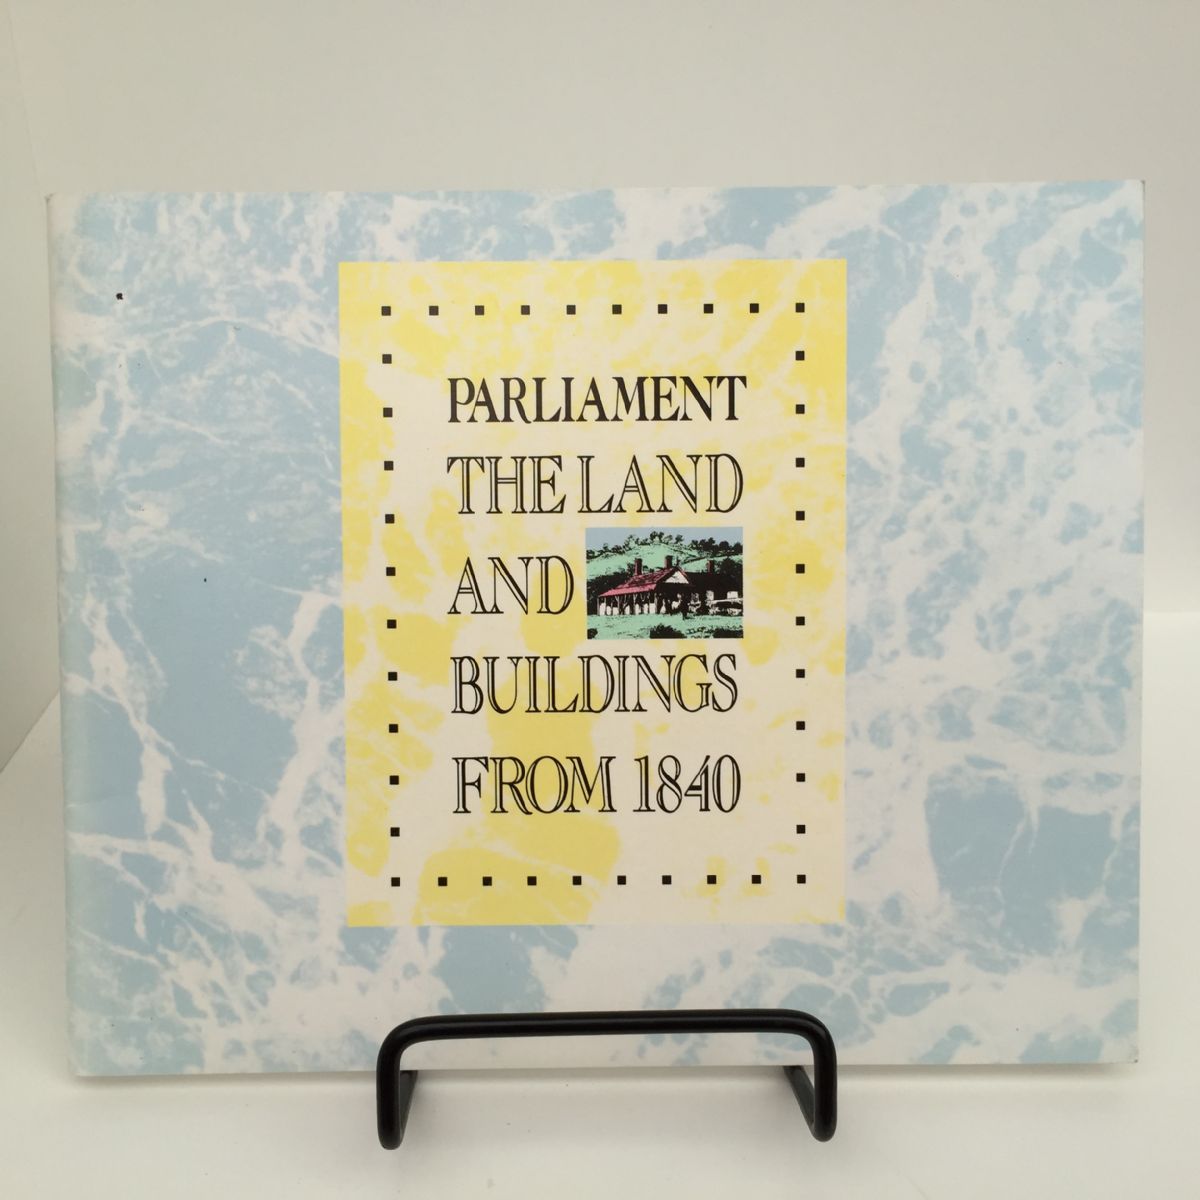 PARLIAMENT
THE LAND
AND
BUILDINGS
FROM 1840